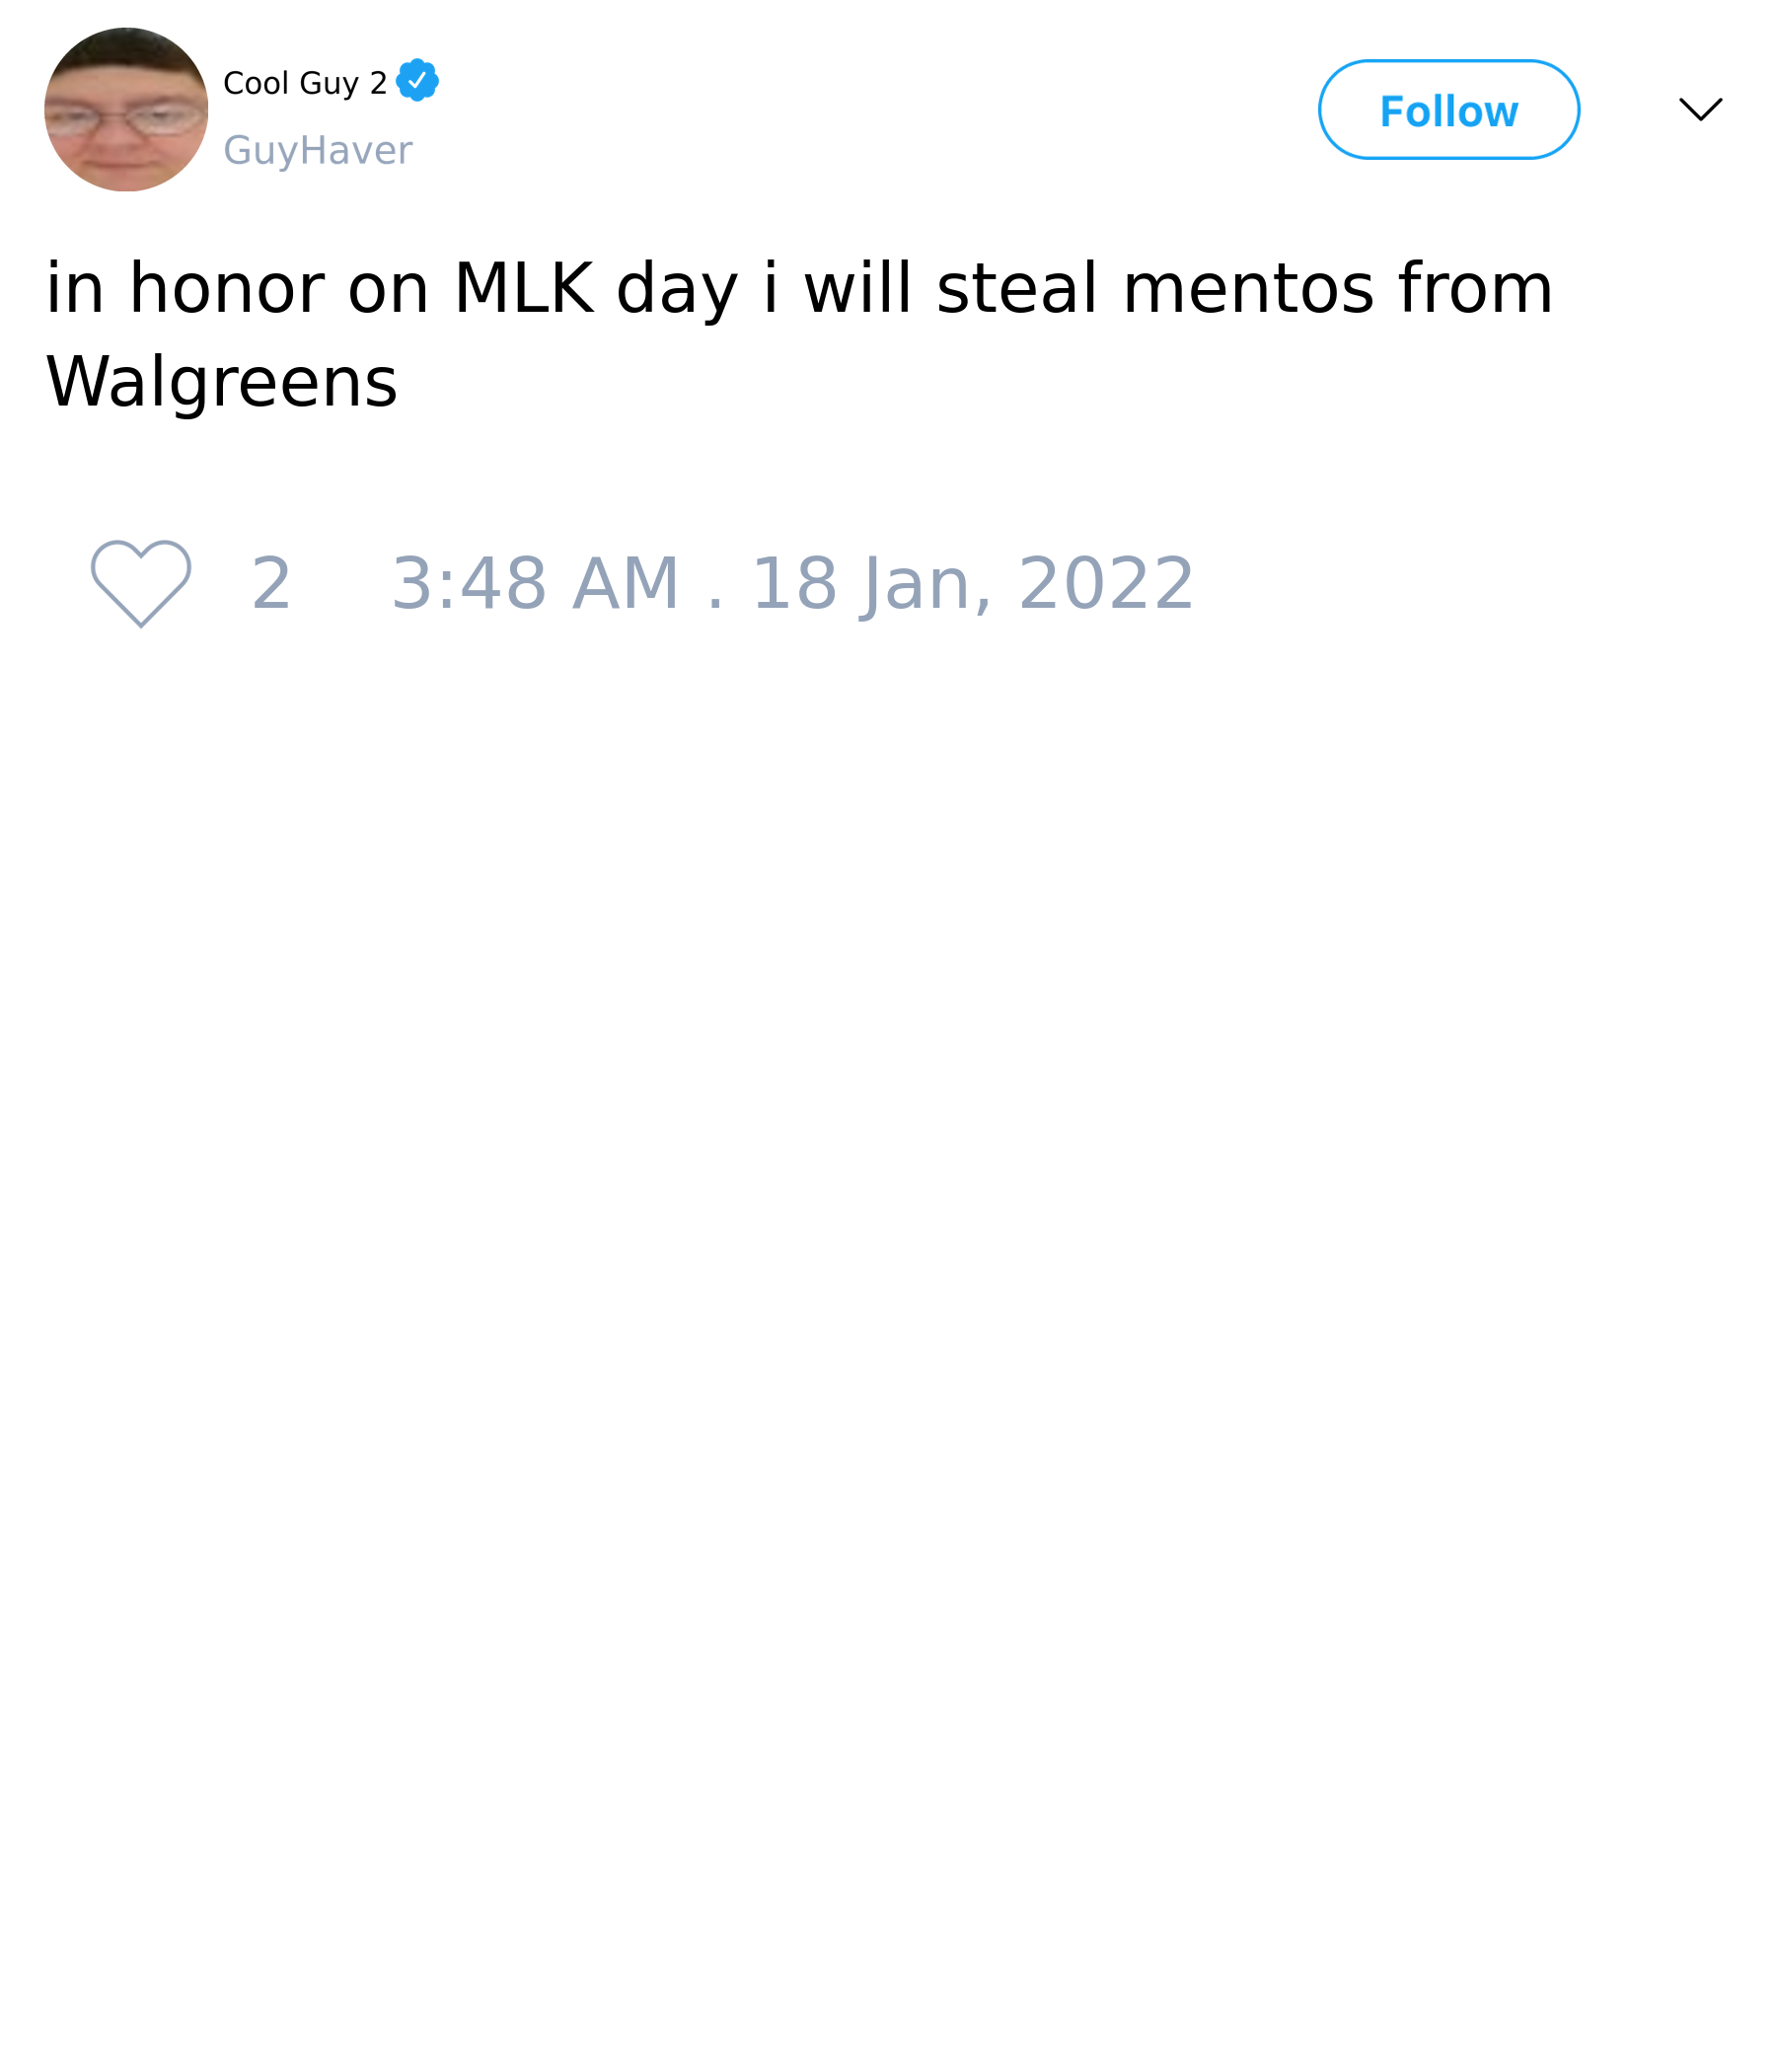 Cool Guy 2
GuyHaver
Follow
in honor on MLK day i will steal mentos from
Walgreens
2 3:48 AM . 18 Jan, 2022